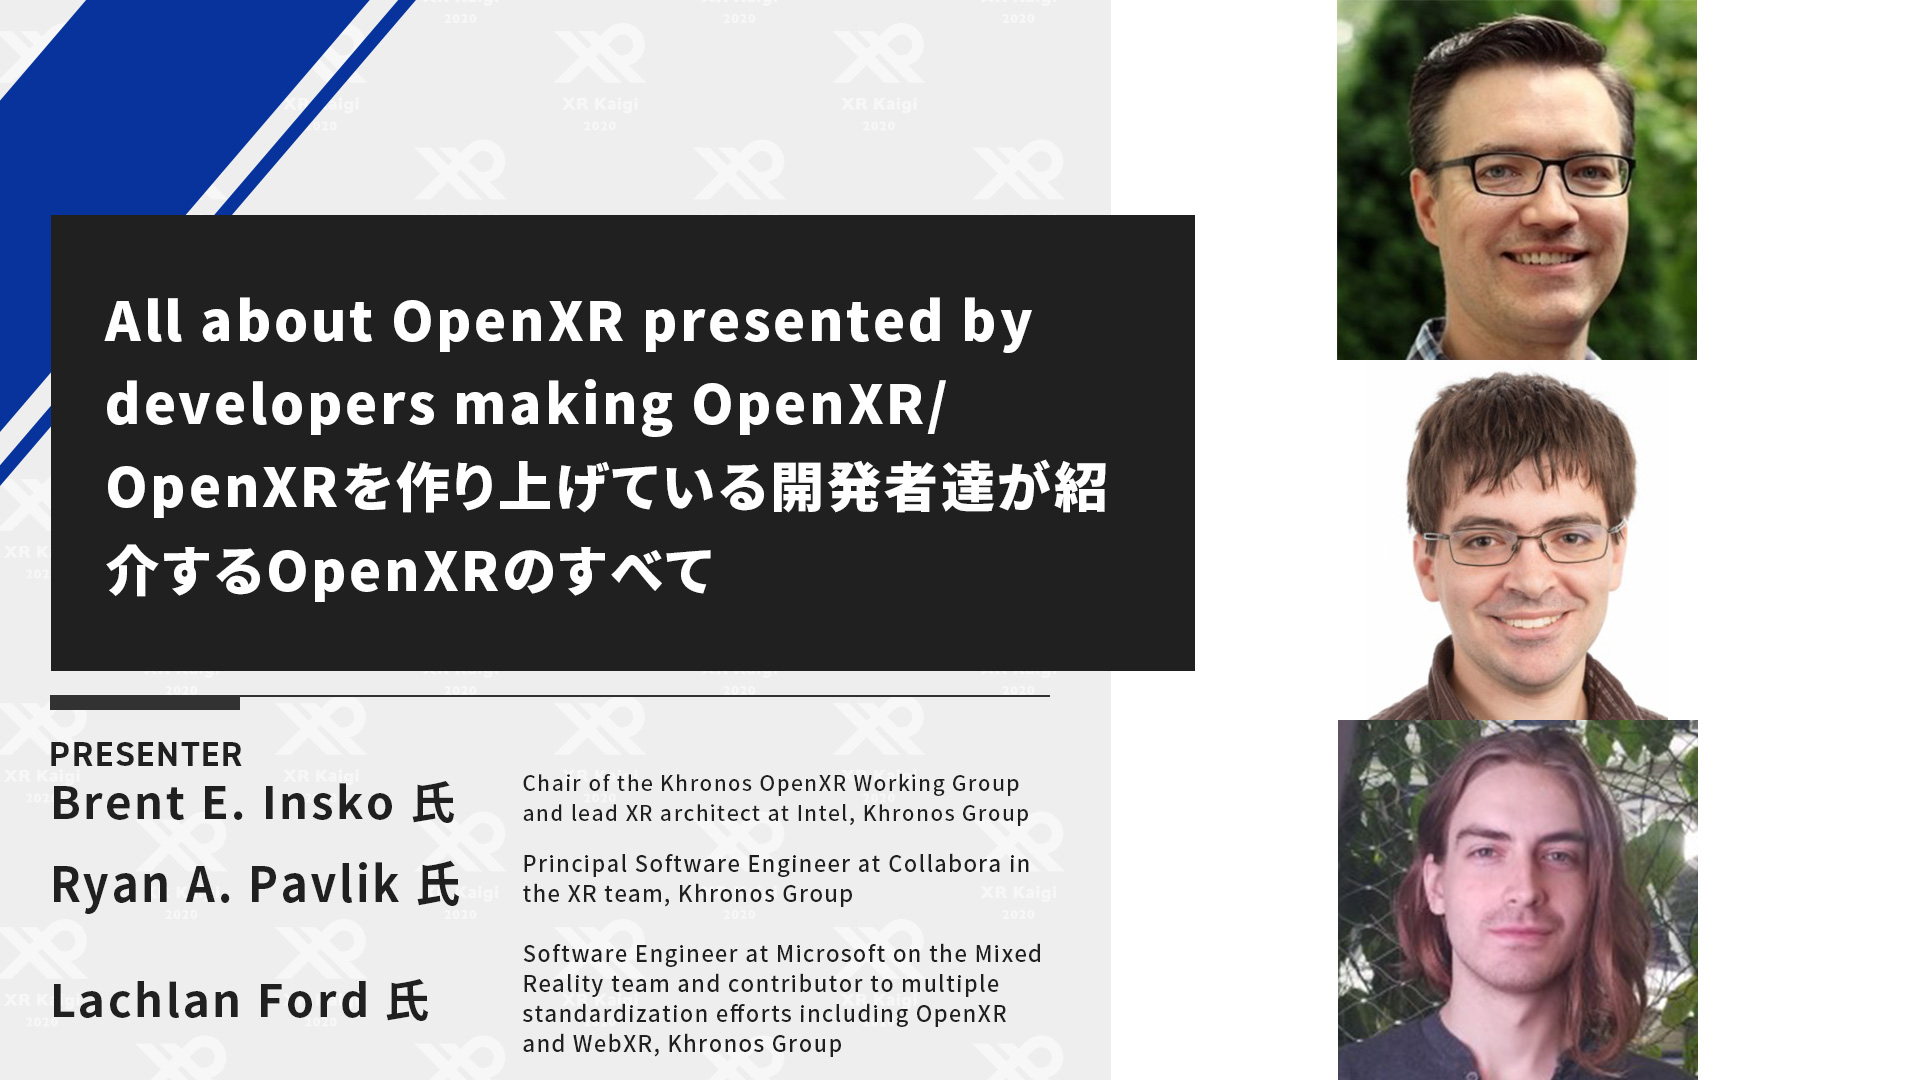 All about OpenXR presented by
developers making OpenXR/
OpenXRを作り上げている開発者達が紹
介するOpenXRのすべて
PRESENTER
Brent E. Insko 氏
Chair of the Khronos OpenXR Working Group
and lead XR architect at Intel, Khronos Group
Ryan A. Pavlik 氏
Principal Software Engineer at Collabora in
the XR team, Khronos Group
Lachlan Ford 氏
Software Engineer at Microsoft on the Mixed
Reality team and contributor to multiple
standardization efforts including OpenXR
and WebXR, Khronos Group
XR Kaigi
2020